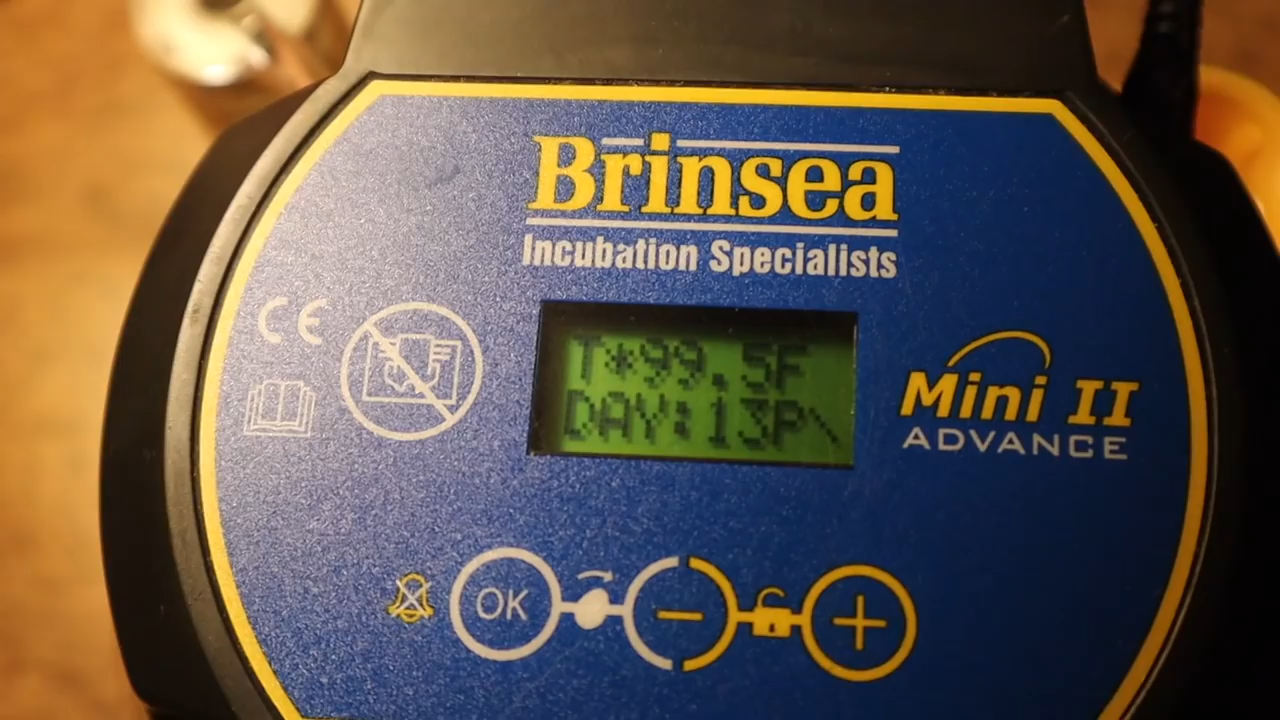 Brinsea
Incubation Specialists
CE
T*99.5F
DAY:13P\
Mini II
ADVANCE
OK
− +